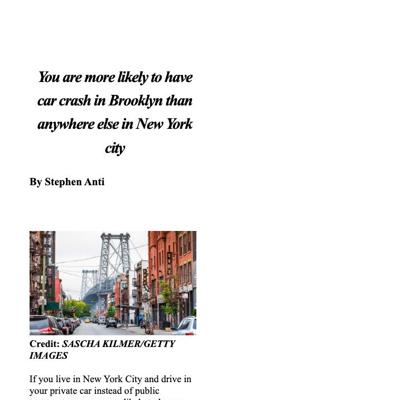 You are more likely to have
car crash in Brooklyn than
anywhere else in New York
city
By Stephen Anti
Credit: SASCHA KILMER/GETTY
IMAGES
If you live in New York City and drive in
your private car instead of public